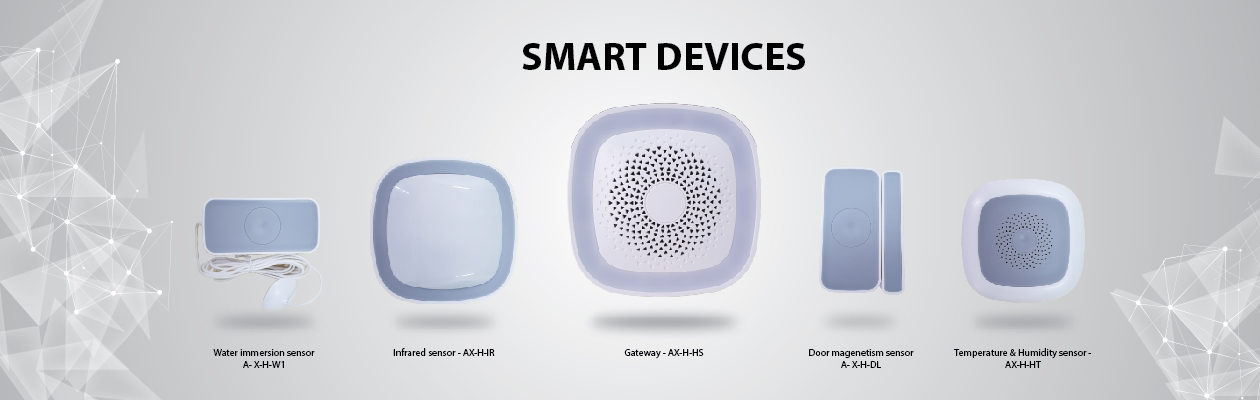 SMART DEVICES
Water immersion sensor
A- X-H-W1
Infrared sensor - AX-H-IR
Gateway - AX-H-HS
Door magenetism sensor
A- X-H-DL
Temperature & Humidity sensor -
AX-H-HT